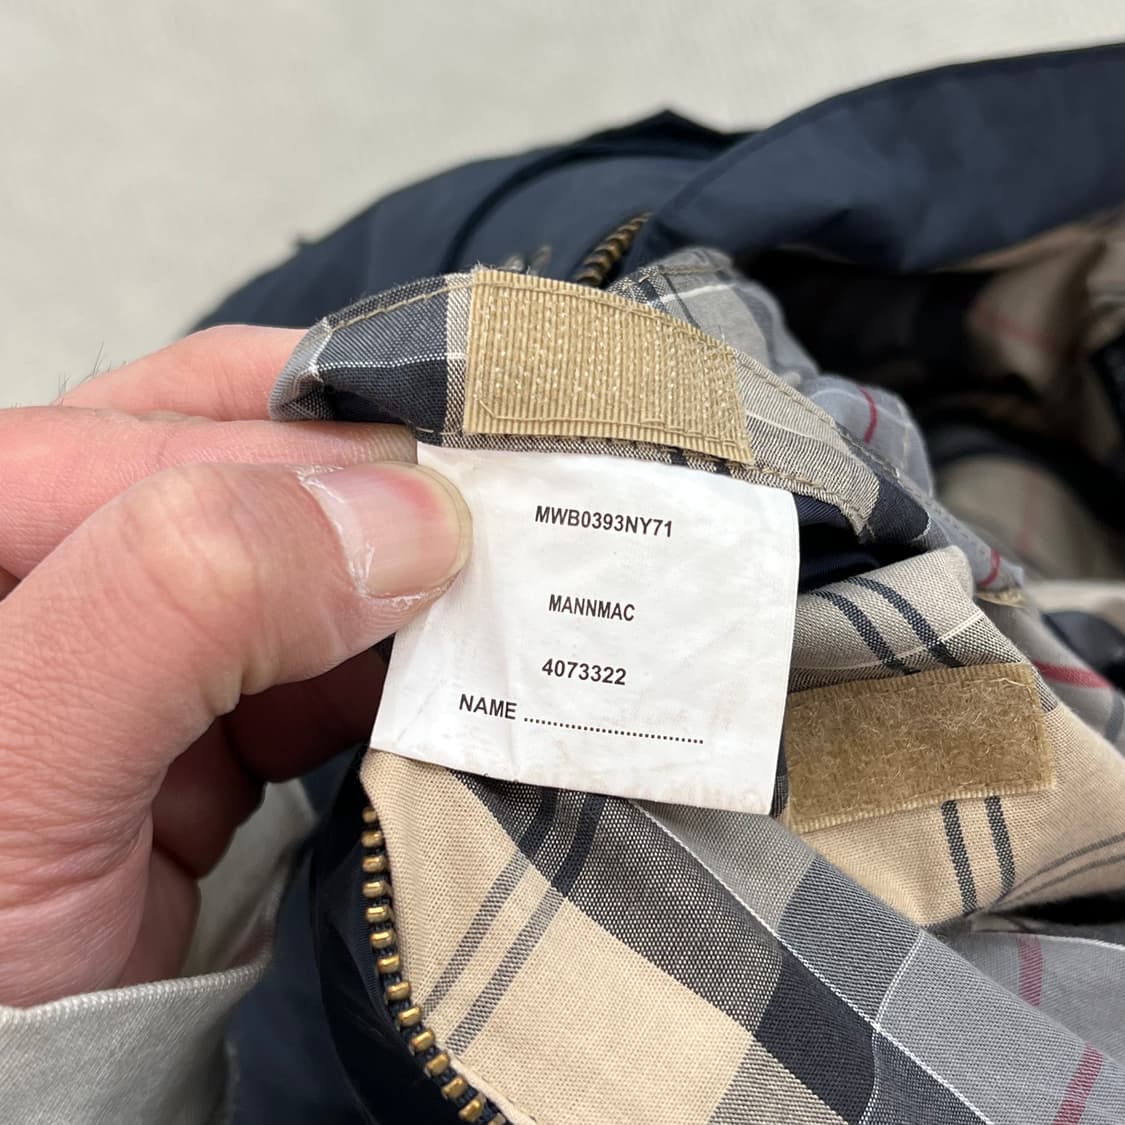 MWB0393NY71
MANNMAC
4073322
NAME ................................